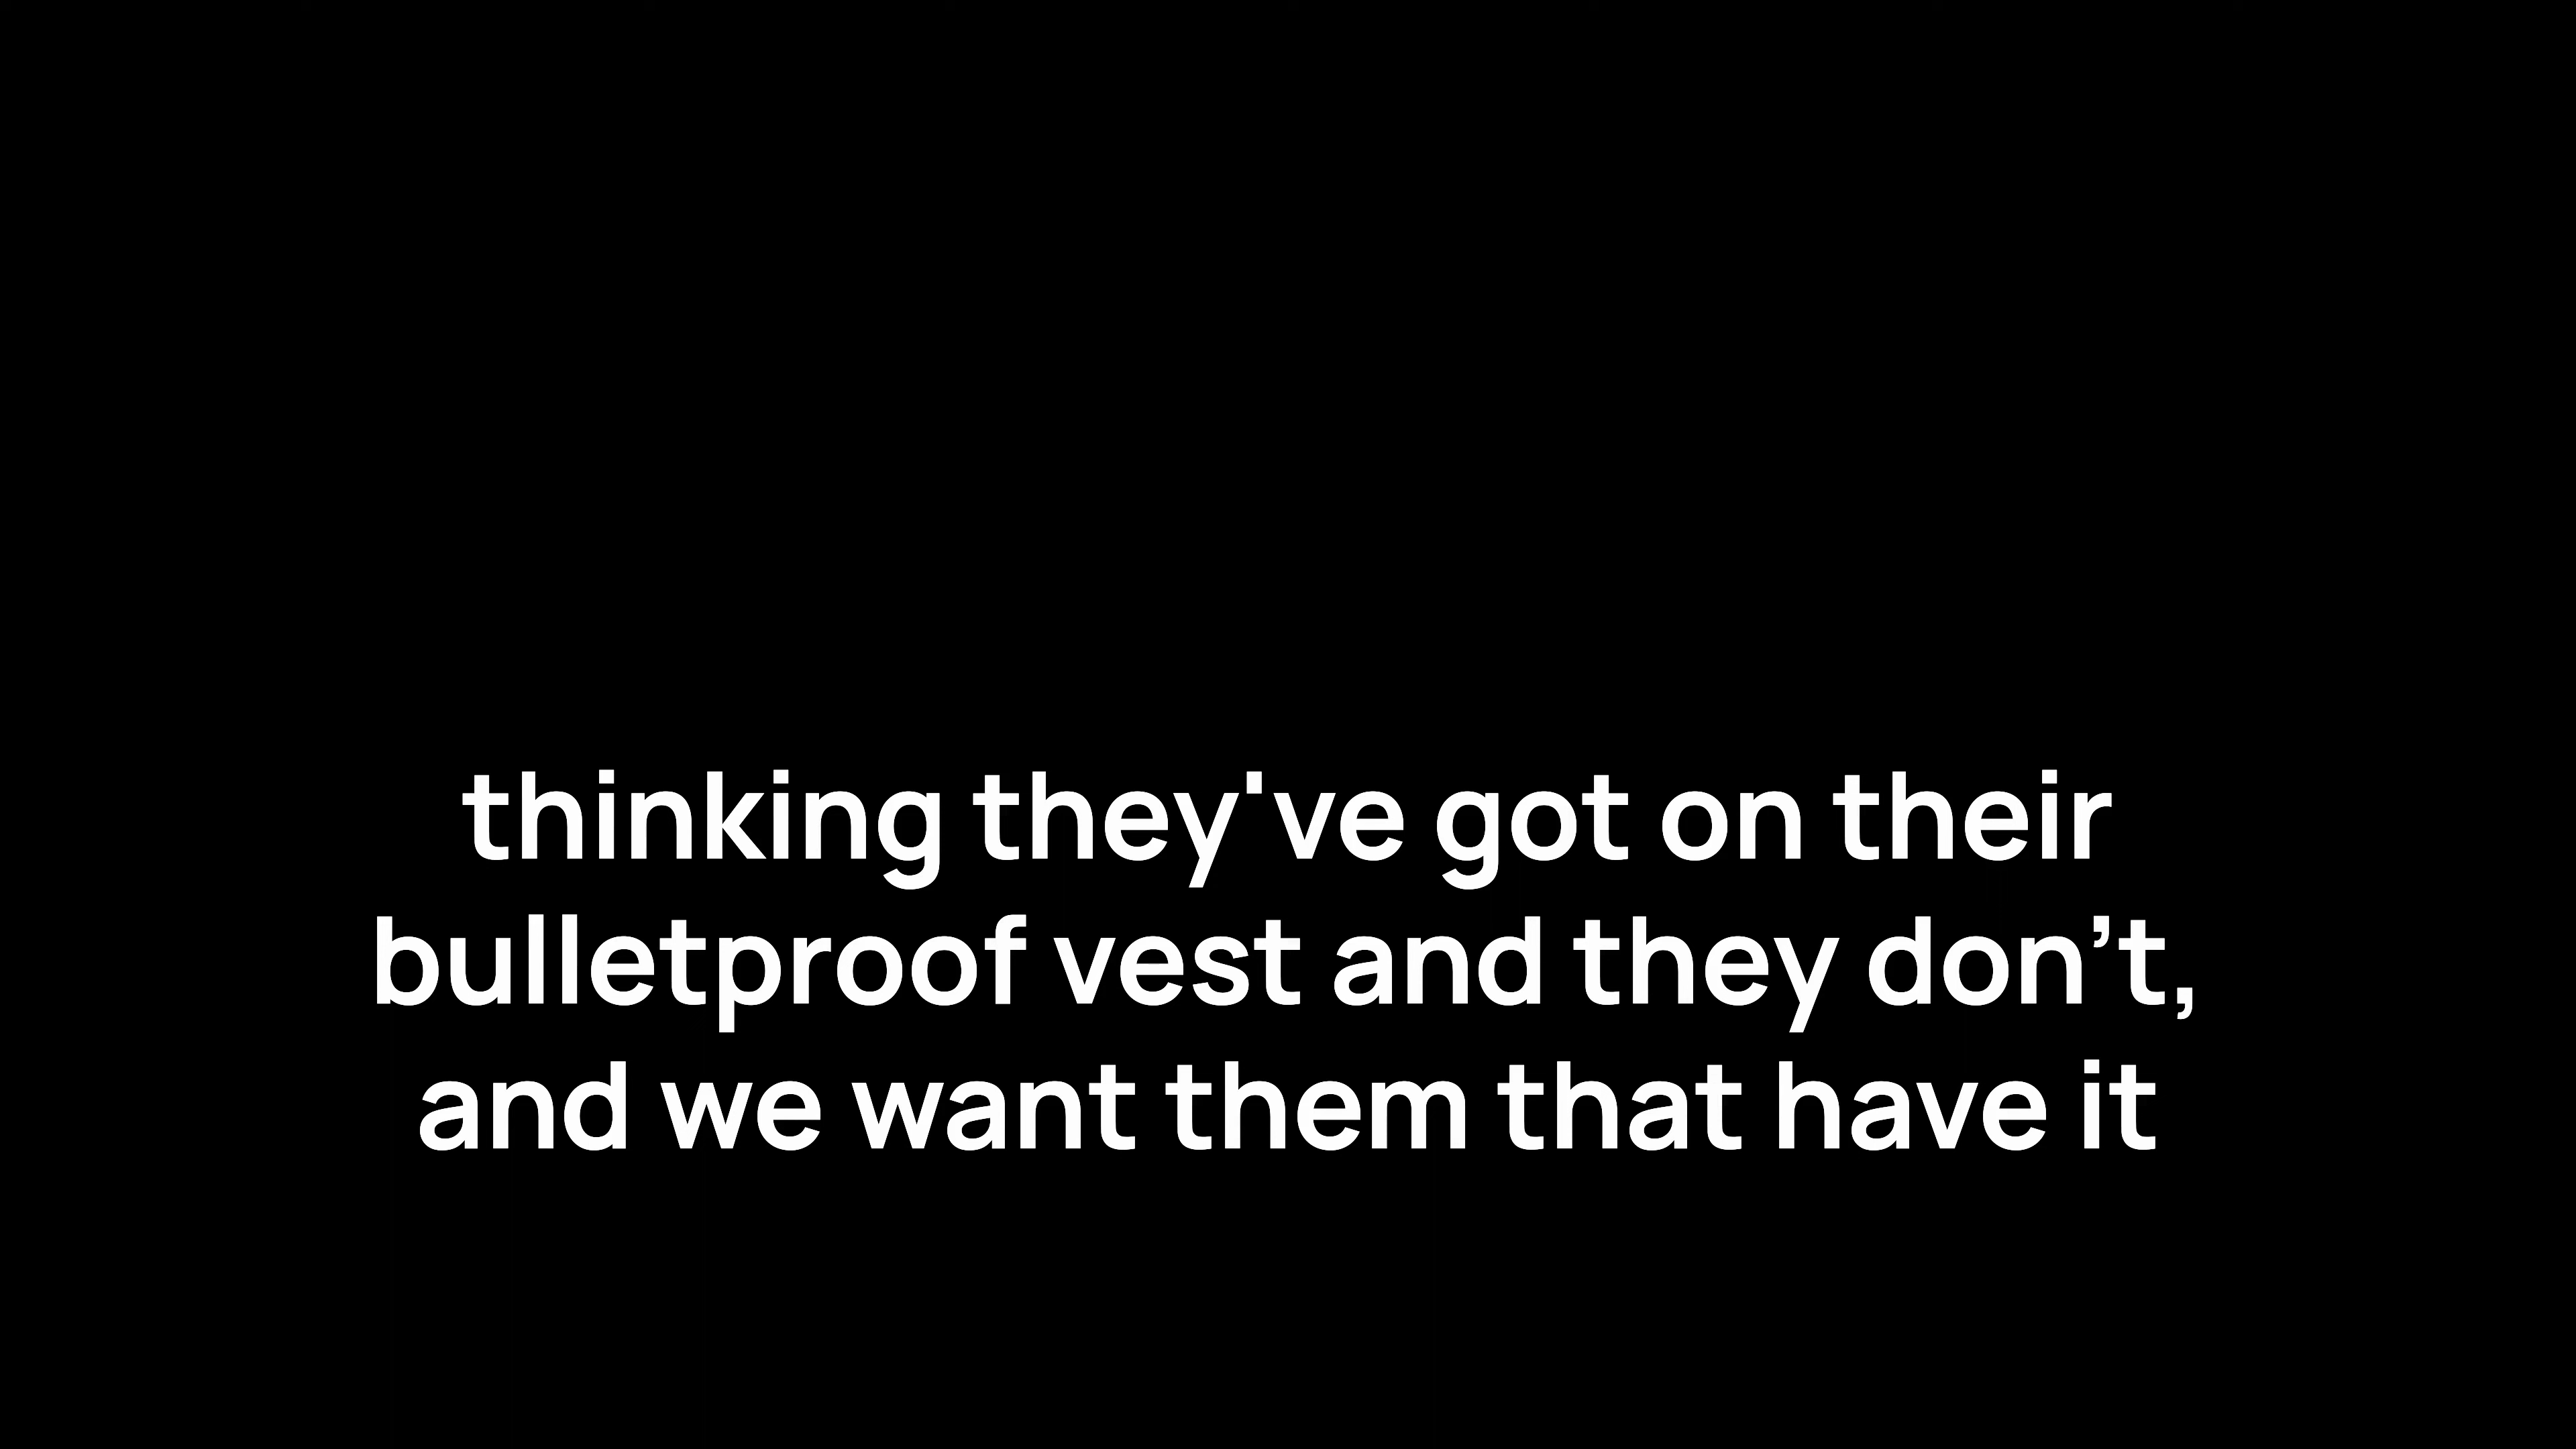 thinking they've got on their
bulletproof vest and they don’t,
and we want them that have it